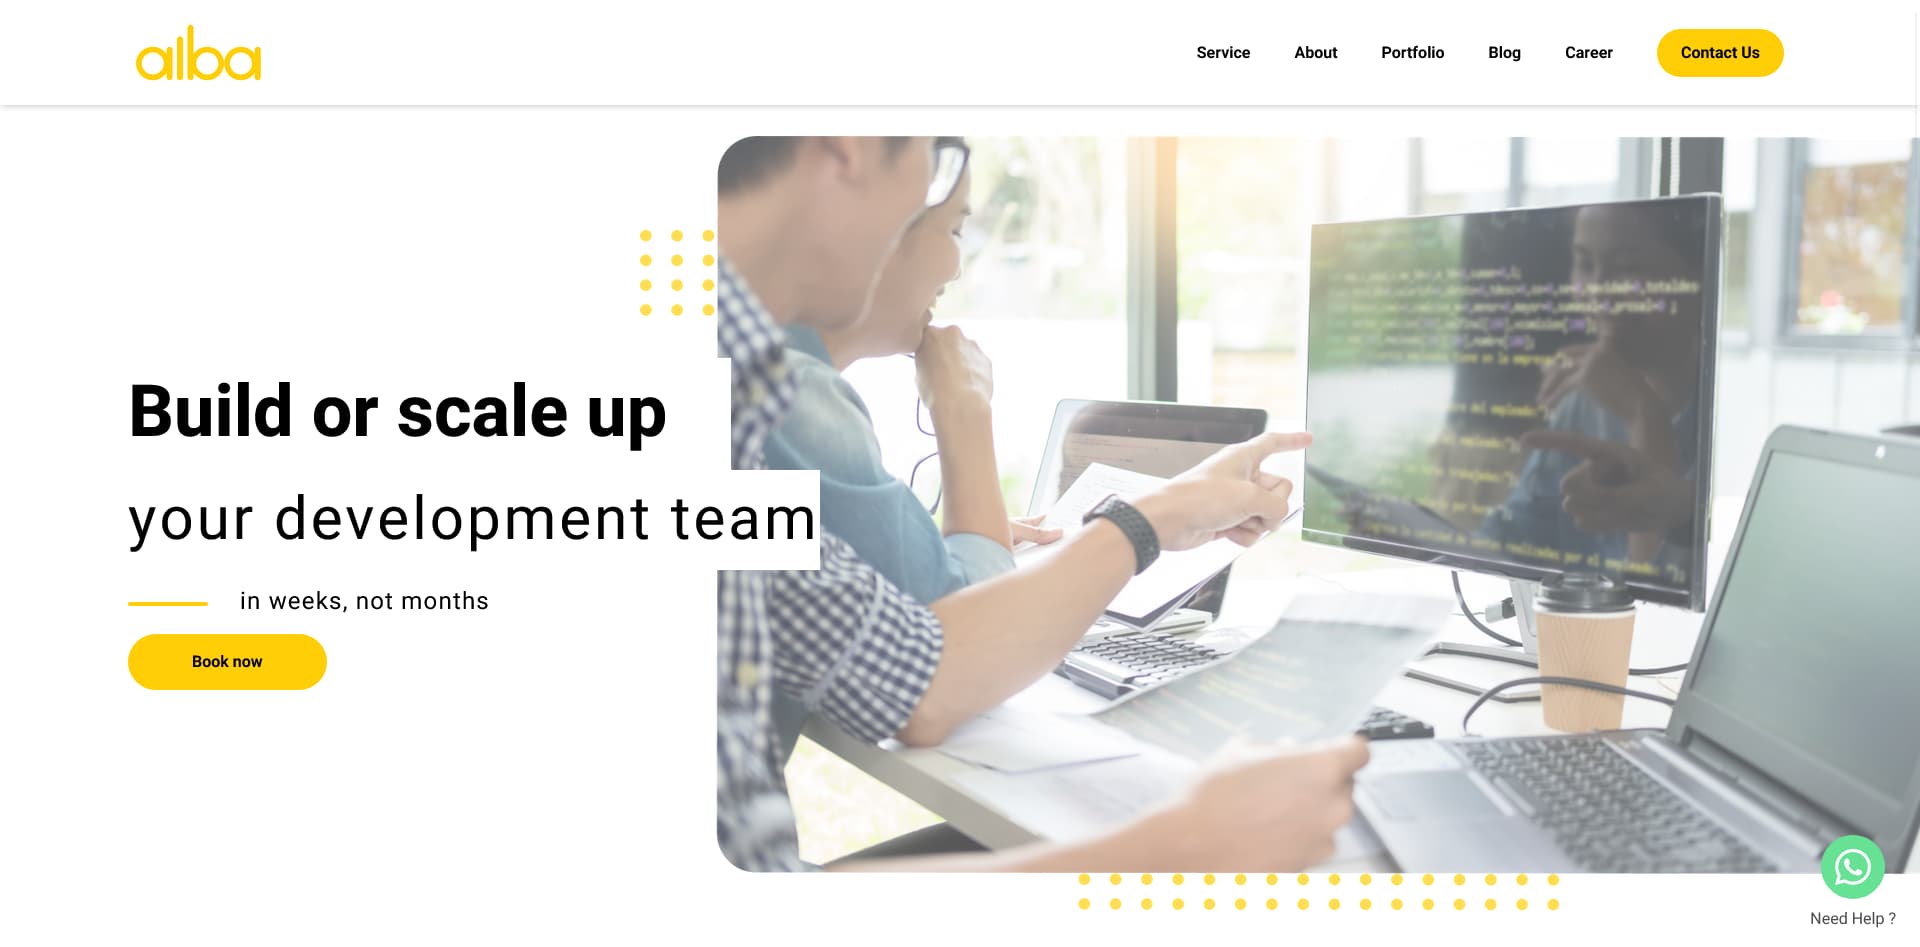 alba
Service
About
Portfolio
Blog
Career
Contact Us
Build or scale up
your development team
in weeks, not months
Book now
Need Help ?